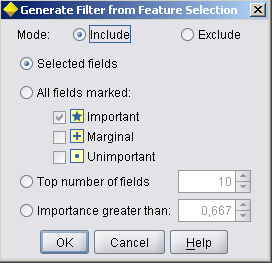 Generate Filter from Feature Selection
Mode: Include Exclude
Selected fields
All fields marked:
Important
Marginal
Unimportant
Top number of fields 10
Importance greater than: 0,667
OK Cancel Help